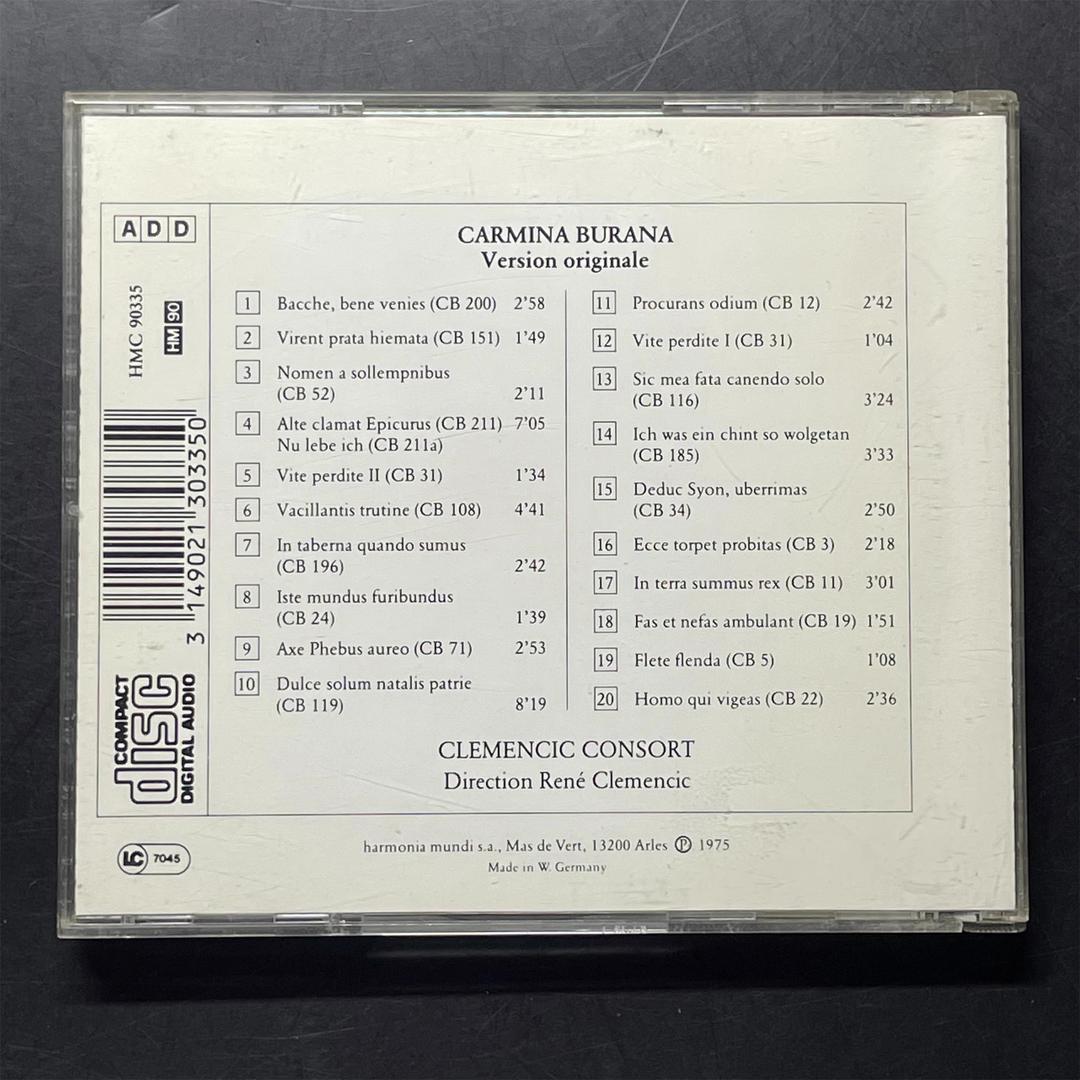 ADD
HMC 90335
HM 90
3 149021 303350
COMPACT
disc
DIGITAL AUDIO
LC 7045
CARMINA BURANA
Version originale
1 Bacche, bene venies (CB 200) 2'58
2 Virent prata hiemata (CB 151) 1'49
3 Nomen a sollempnibus
(CB 52) 2'11
4 Alte clamat Epicurus (CB 211) 7'05
Nu lebe ich (CB 211a)
5 Vite perdite II (CB 31) 1'34
6 Vacillantis trutine (CB 108) 4'41
7 In taberna quando sumus
(CB 196) 2'42
8 Iste mundus furibundus
(CB 24) 1'39
9 Axe Phebus aureo (CB 71) 2'53
10 Dulce solum natalis patrie
(CB 119) 8'19
11 Procurans odium (CB 12) 2'42
12 Vite perdite I (CB 31) 1'04
13 Sic mea fata canendo solo
(CB 116) 3'24
14 Ich was ein chint so wolgetan
(CB 185) 3'33
15 Deduc Syon, uberrimas
(CB 34) 2'50
16 Ecce torpet probitas (CB 3) 2'18
17 In terra summus rex (CB 11) 3'01
18 Fas et nefas ambulant (CB 19) 1'51
19 Flete flenda (CB 5) 1'08
20 Homo qui vigeas (CB 22) 2'36
CLEMENCIC CONSORT
Direction René Clemencic
harmonia mundi s.a., Mas de Vert, 13200 Arles ℗ 1975
Made in W. Germany